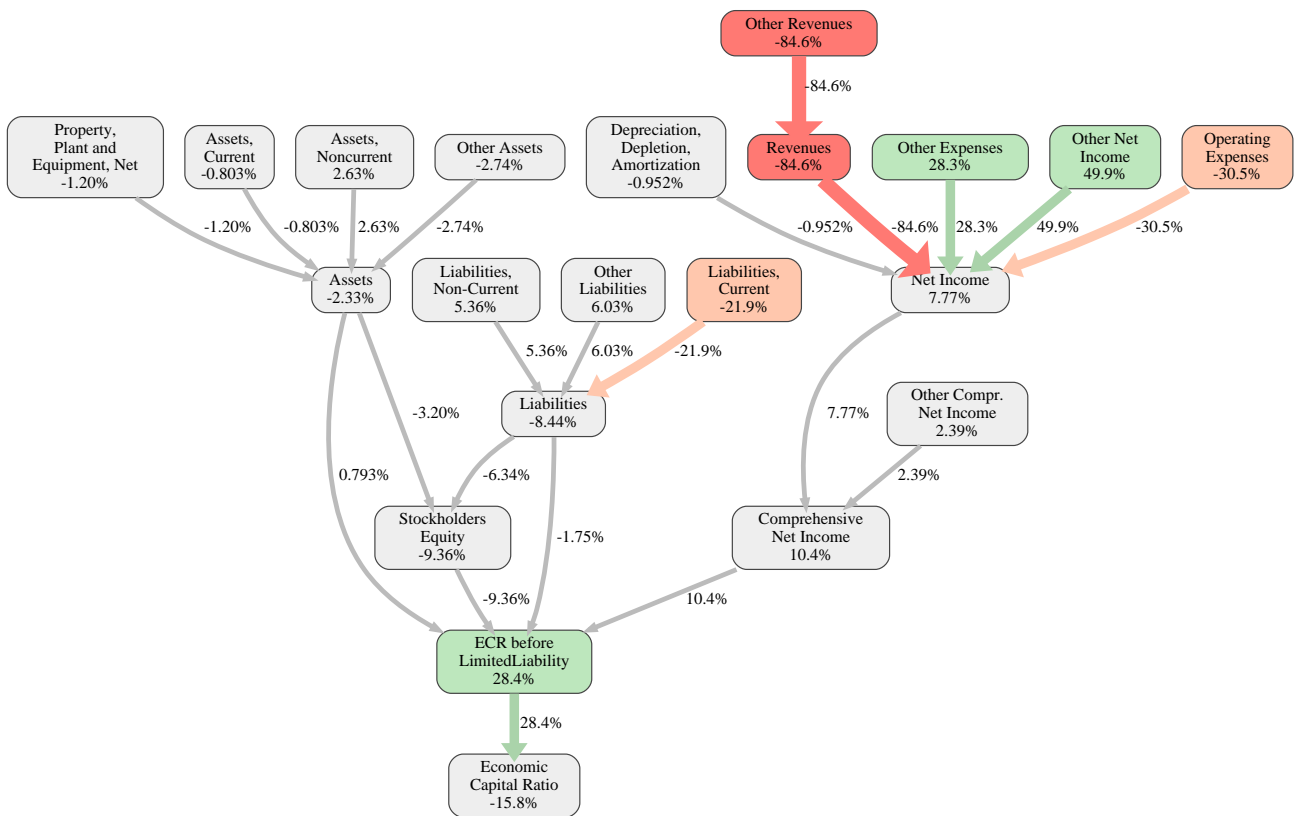 Other Revenues
-84.6%
-84.6%
Property,
Plant and
Equipment, Net
-1.20%
Assets,
Current
-0.803%
Assets,
Noncurrent
2.63%
Other Assets
-2.74%
Depreciation,
Depletion,
Amortization
-0.952%
Revenues
-84.6%
Other Expenses
28.3%
Other Net
Income
49.9%
Operating
Expenses
-30.5%
-1.20%
-0.803%
2.63%
-2.74%
-0.952%
-84.6%
28.3%
49.9%
-30.5%
Assets
-2.33%
Liabilities,
Non-Current
5.36%
Other
Liabilities
6.03%
Liabilities,
Current
-21.9%
Net Income
7.77%
5.36%
6.03%
-21.9%
Liabilities
-8.44%
Other Compr.
Net Income
2.39%
-3.20%
7.77%
0.793%
-6.34%
2.39%
Stockholders
Equity
-9.36%
-1.75%
Comprehensive
Net Income
10.4%
-9.36%
10.4%
ECR before
LimitedLiability
28.4%
28.4%
Economic
Capital Ratio
-15.8%